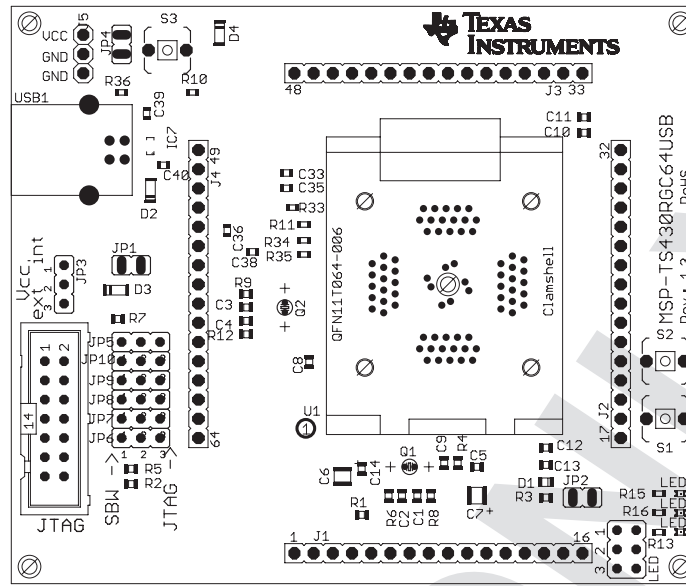 TEXAS
INSTRUMENTS
J5
VCC
GND
GND
JP4
S3
D4
R36
R10
USB1
C39
IC7
C40
D2
48
J3
33
C11
C10
49
J4
32
C33
C35
R33
R11
R34
R35
C36
C38
QFN11T064-006
Clamshell
MSP-TS430RGC64USB
RoHS
Vcc
int
ext
1
2
3
JP3
JP1
D3
R7
R9
C3
C4
R12
Q2
C8
S2
JP5
JP10
JP9
JP8
JP7
JP6
1 2
14
1 2 3
64
U1
1
J2
17
S1
SBW ->
JTAG ->
R5
R2
JTAG
C6
C14
Q1
C9
R4
C5
C12
C13
D1
R3
JP2
R1
R6
C2
C1
R8
C7
1
J1
16
R15
LED
R16
LED
LED
R13
1
2
3
LED